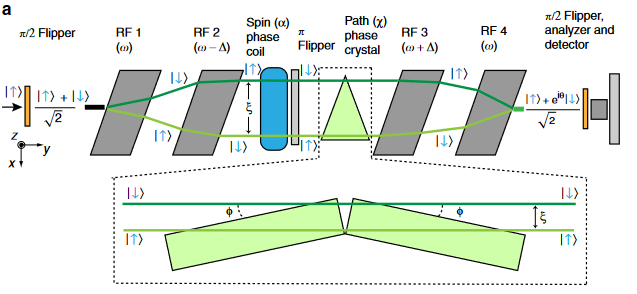 a
π/2 Flipper
RF 1
(ω)
RF 2
(ω – Δ)
Spin (α)
phase
coil
π
Flipper
Path (χ)
phase
crystal
RF 3
(ω + Δ)
RF 4
(ω)
π/2 Flipper,
analyzer and
detector
|↑⟩
|↑⟩ + |↓⟩
√2
|↓⟩
|↑⟩
|↑⟩
|↓⟩
ξ
|↓⟩
|↑⟩
|↑⟩
|↓⟩
|↑⟩ + eiθ|↓⟩
√2
z
y
x
|↓⟩
ϕ
ϕ
|↓⟩
ξ
|↑⟩
|↑⟩